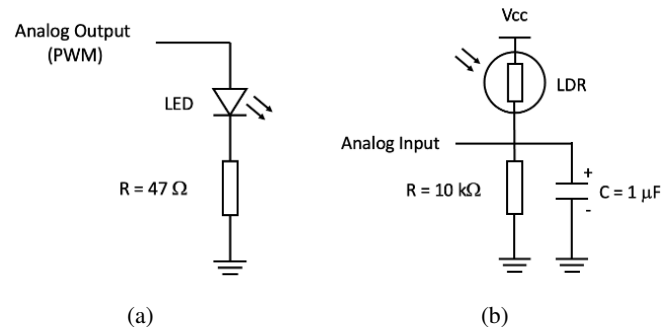 Analog Output
(PWM)
LED
R = 47 Ω
(a)
Vcc
LDR
Analog Input
R = 10 kΩ
+
C = 1 μF
-
(b)